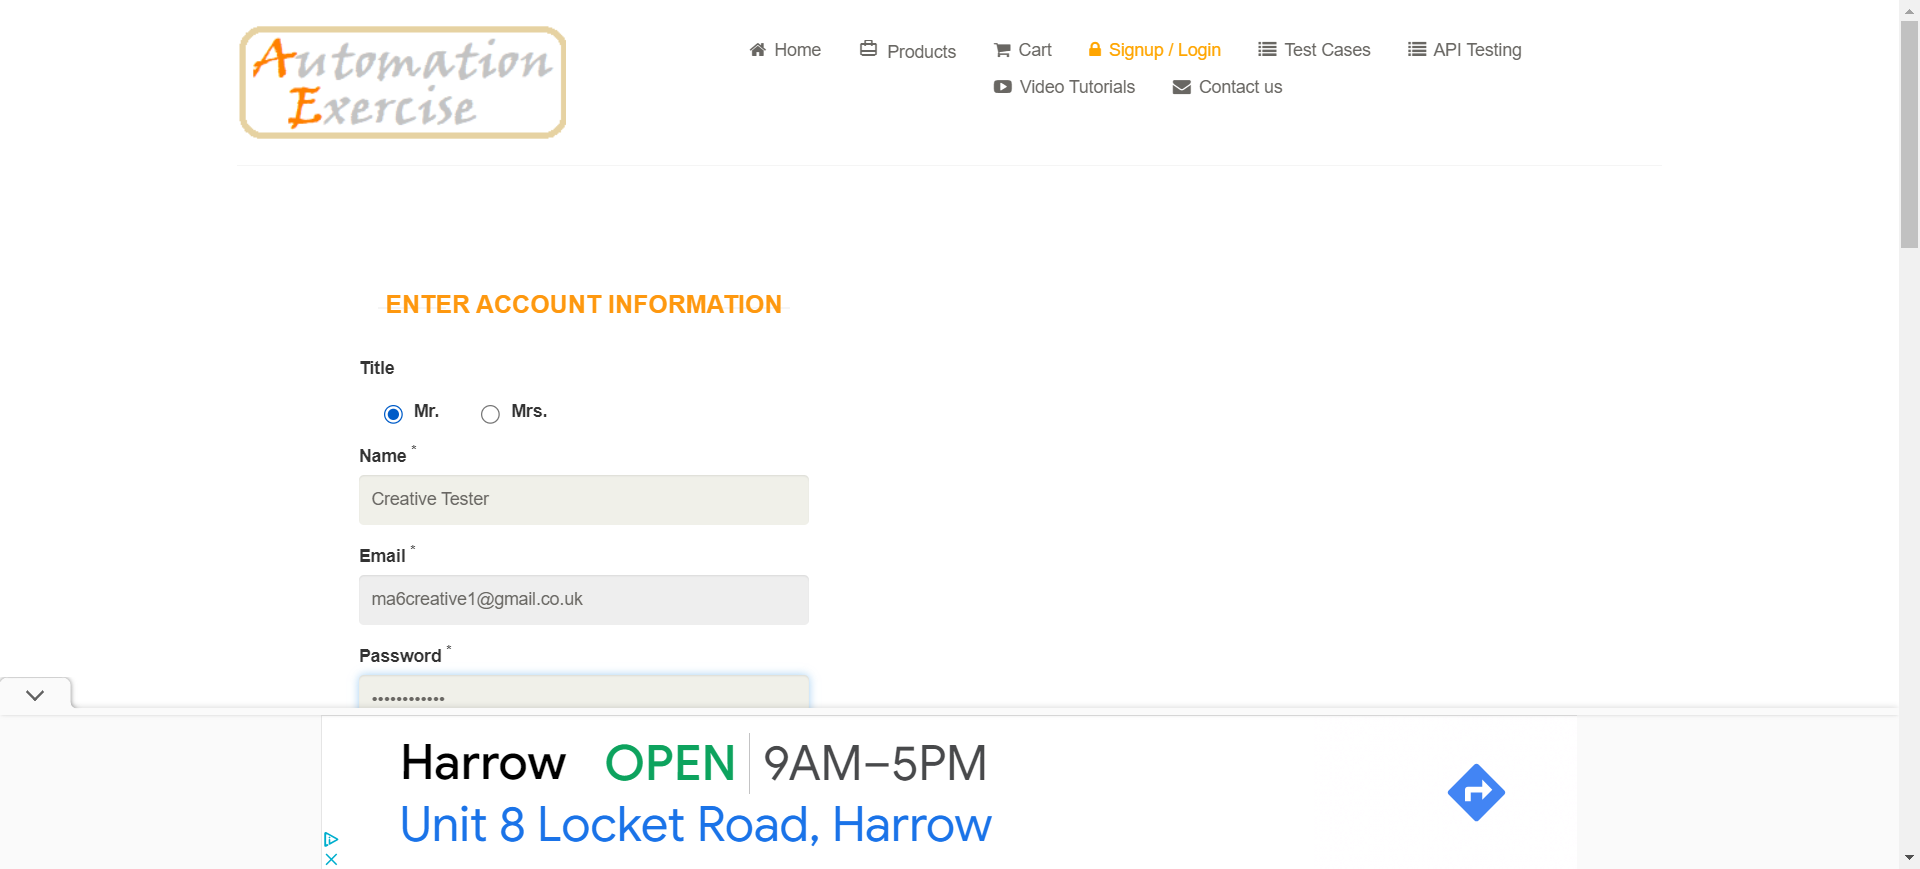 Automation
Exercise
Home
Products
Cart
Signup / Login
Test Cases
API Testing
Video Tutorials
Contact us
ENTER ACCOUNT INFORMATION
Title
Mr.
Mrs.
Name *
Creative Tester
Email *
ma6creative1@gmail.co.uk
Password *
••••••••••••
Harrow OPEN 9AM–5PM
Unit 8 Locket Road, Harrow